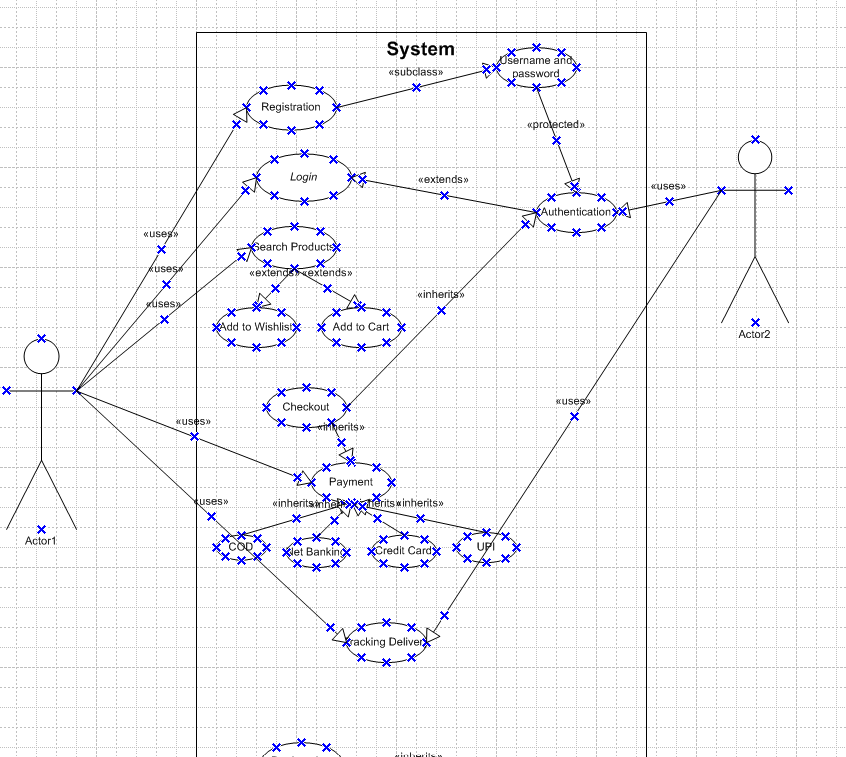 System
Username and
password
«subclass»
Registration
«protected»
Login
«extends»
«uses»
Authentication
«uses»
Search Products
«uses»
«extends»
«extends»
«inherits»
«uses»
Add to Wishlist
Add to Cart
Actor2
«uses»
Checkout
«uses»
«inherits»
Payment
«uses»
«inherits»
«inherits»
«inherits»
«inherits»
Actor1
COD
Net Banking
Credit Card
UPI
Tracking Delivery
«inherits»